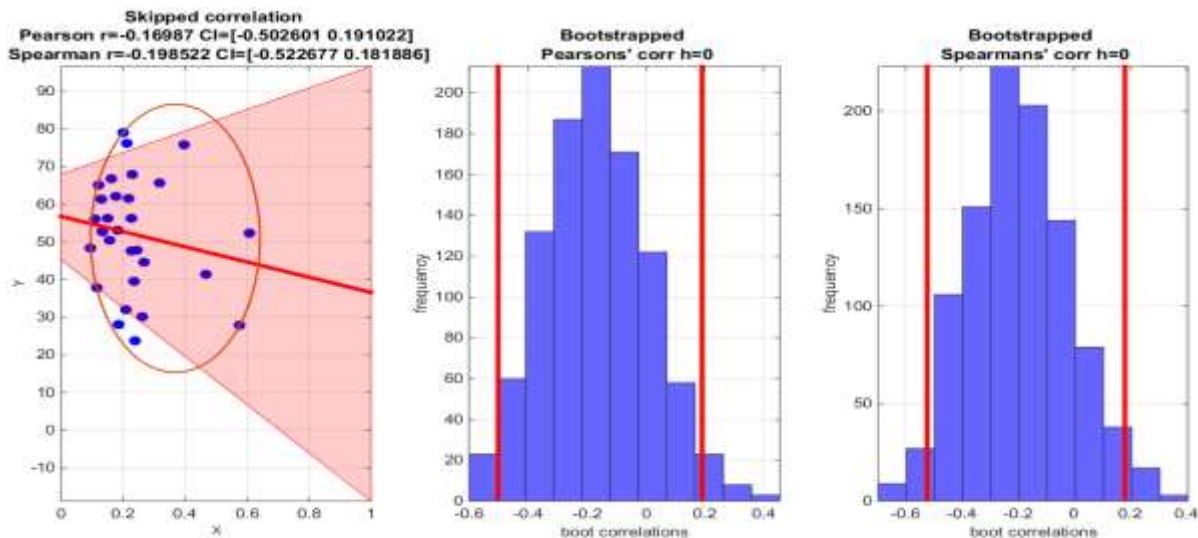 Skipped correlation
Pearson r=-0.16987 CI=[-0.502601 0.191022]
Spearman r=-0.198522 CI=[-0.522677 0.181886]
90
80
70
60
50
40
30
20
10
0
-10
Y
0 0.2 0.4 0.6 0.8 1
X
Bootstrapped
Pearsons' corr h=0
200
180
160
140
120
100
80
60
40
20
0
frequency
-0.6 -0.4 -0.2 0 0.2 0.4
boot correlations
Bootstrapped
Spearmans' corr h=0
200
150
100
50
0
frequency
-0.6 -0.4 -0.2 0 0.2 0.4
boot correlations